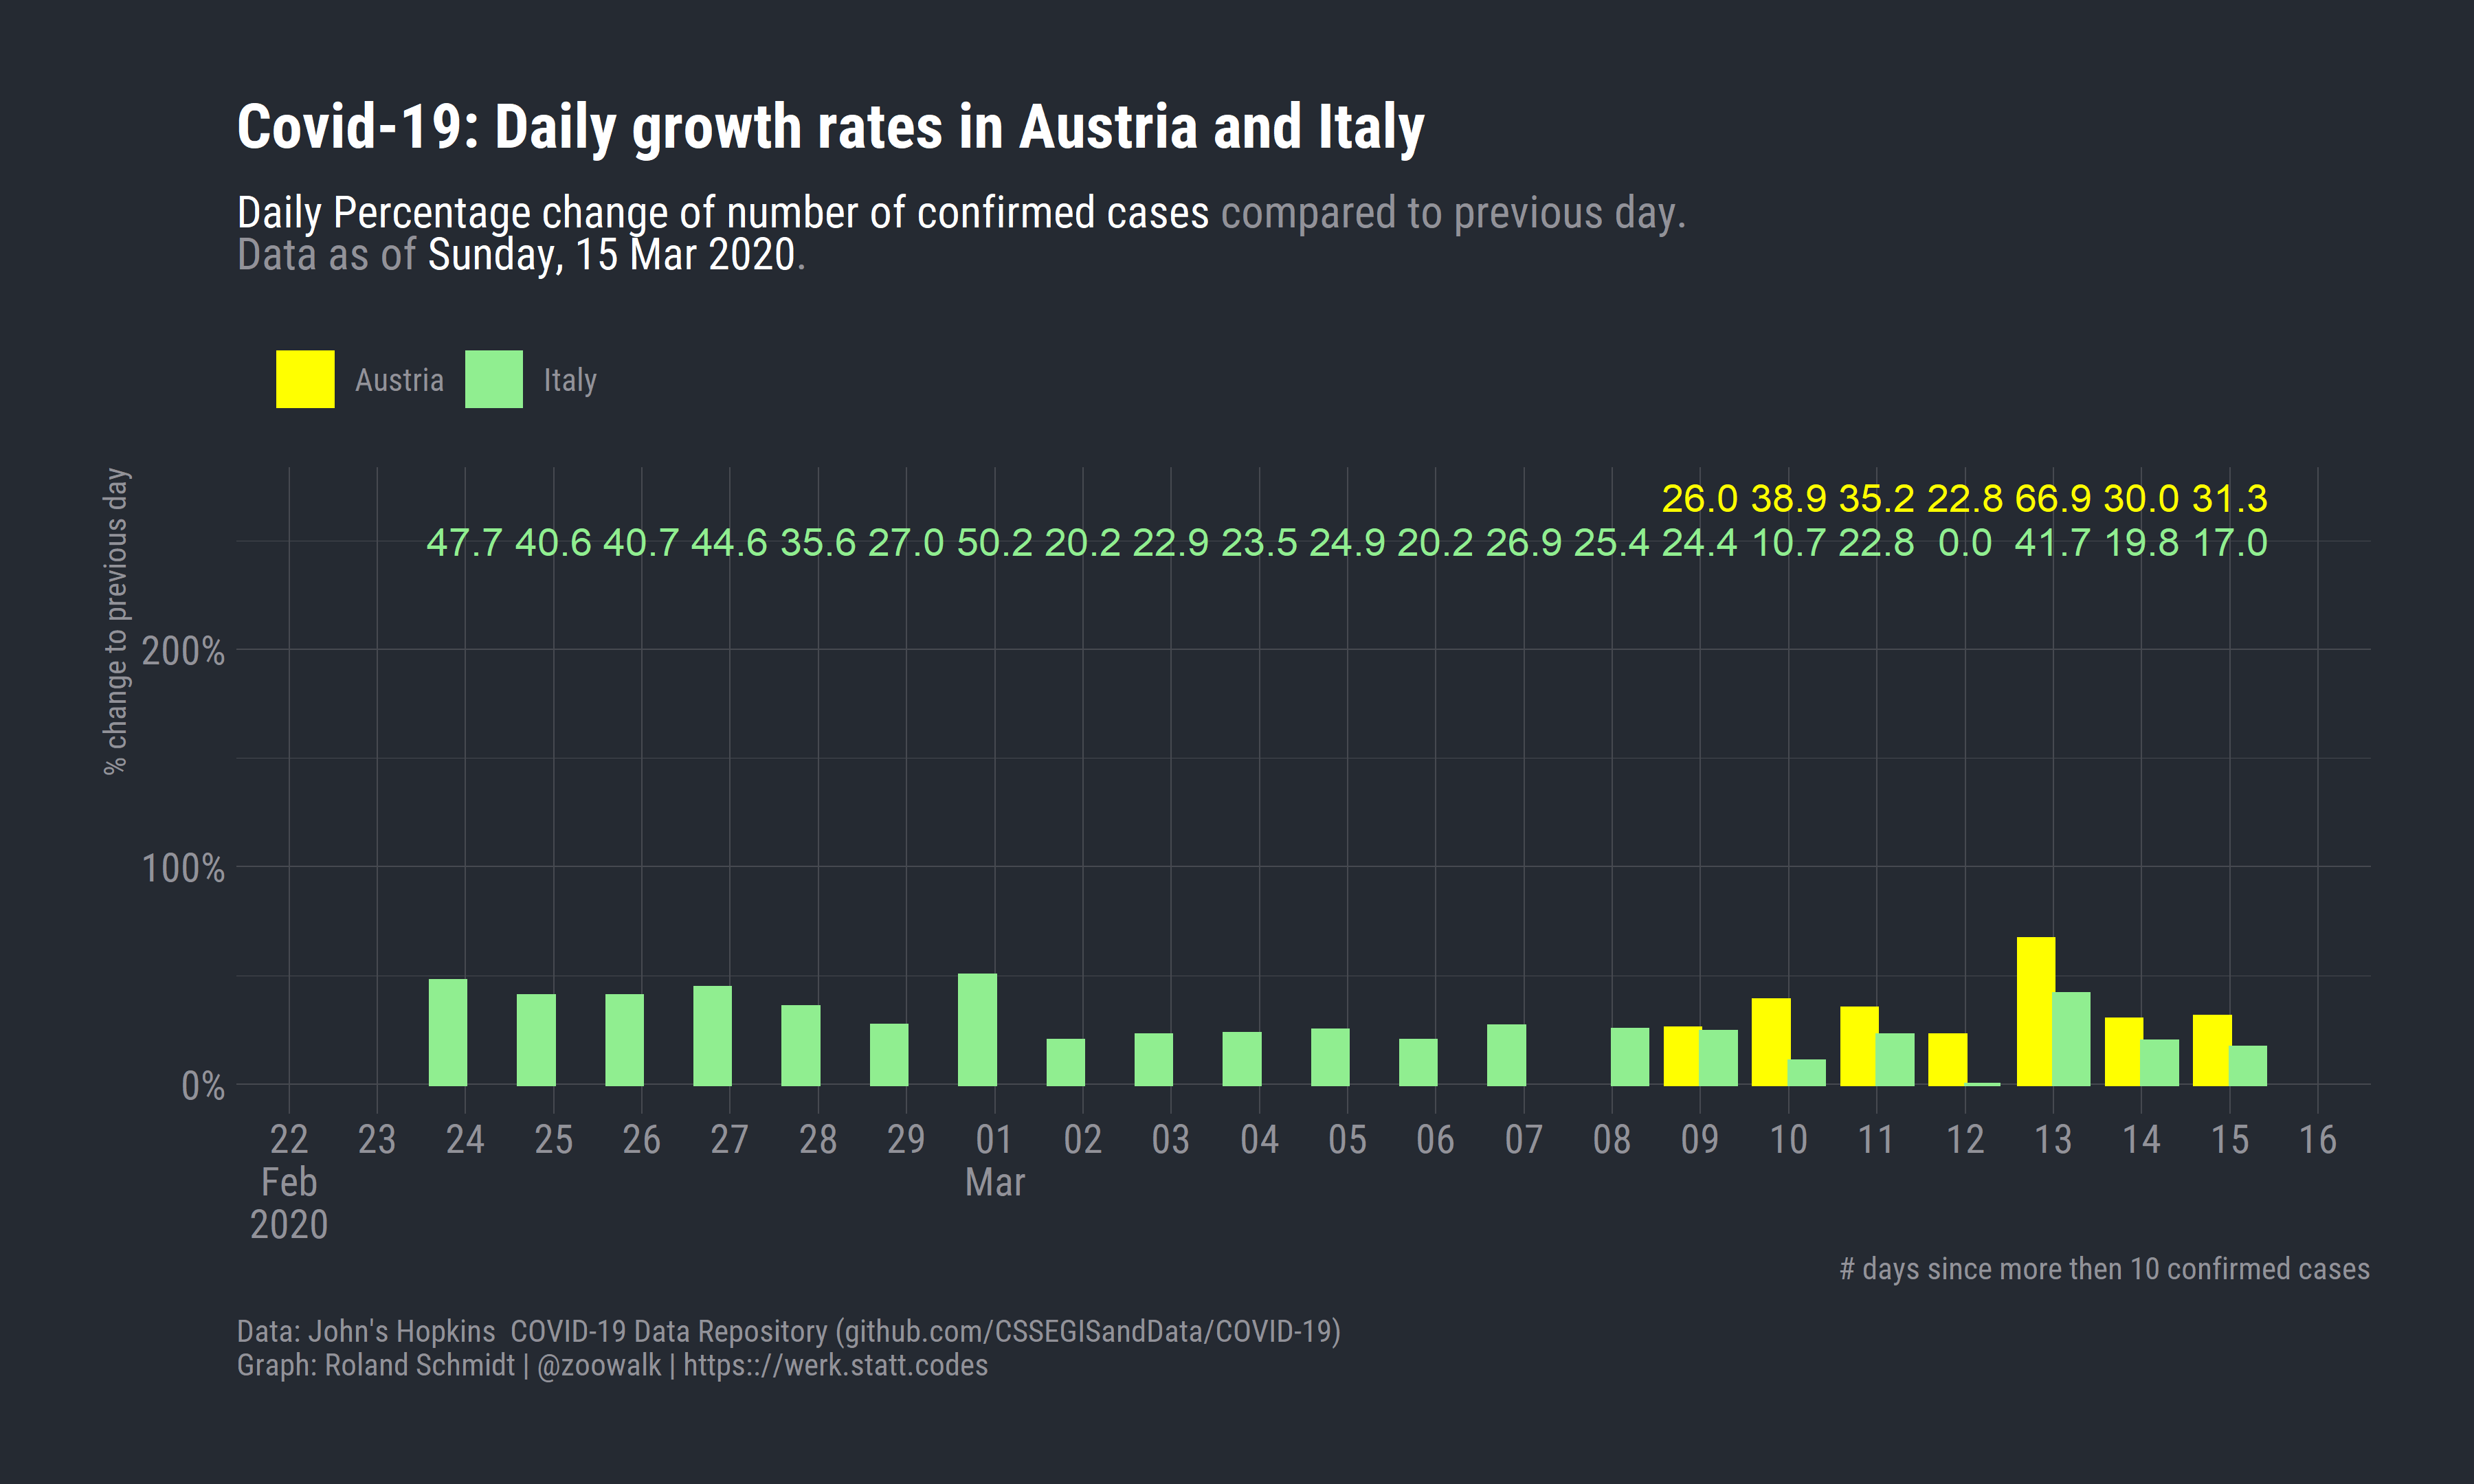 Covid-19: Daily growth rates in Austria and Italy
Daily Percentage change of number of confirmed cases compared to previous day.
Data as of Sunday, 15 Mar 2020.
Austria Italy
% change to previous day
26.0 38.9 35.2 22.8 66.9 30.0 31.3
47.7 40.6 40.7 44.6 35.6 27.0 50.2 20.2 22.9 23.5 24.9 20.2 26.9 25.4 24.4 10.7 22.8 0.0 41.7 19.8 17.0
200%
100%
0%
22 23 24 25 26 27 28 29 01 02 03 04 05 06 07 08 09 10 11 12 13 14 15 16
Feb Mar
2020
# days since more then 10 confirmed cases
Data: John's Hopkins  COVID-19 Data Repository (github.com/CSSEGISandData/COVID-19)
Graph: Roland Schmidt | @zoowalk | https:://werk.statt.codes